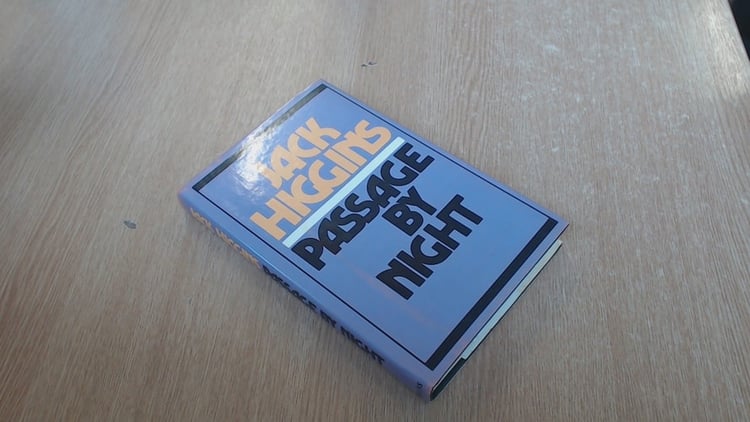 JACK
HIGGINS
PASSAGE
BY
NIGHT
JACK HIGGINS PASSAGE BY NIGHT